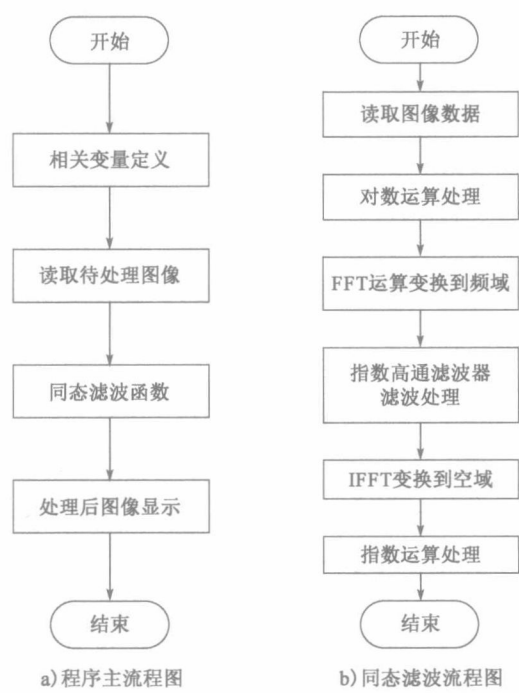 开始
相关变量定义
读取待处理图像
同态滤波函数
处理后图像显示
结束
a)程序主流程图
开始
读取图像数据
对数运算处理
FFT运算变换到频域
指数高通滤波器
滤波处理
IFFT变换到空域
指数运算处理
结束
b)同态滤波流程图